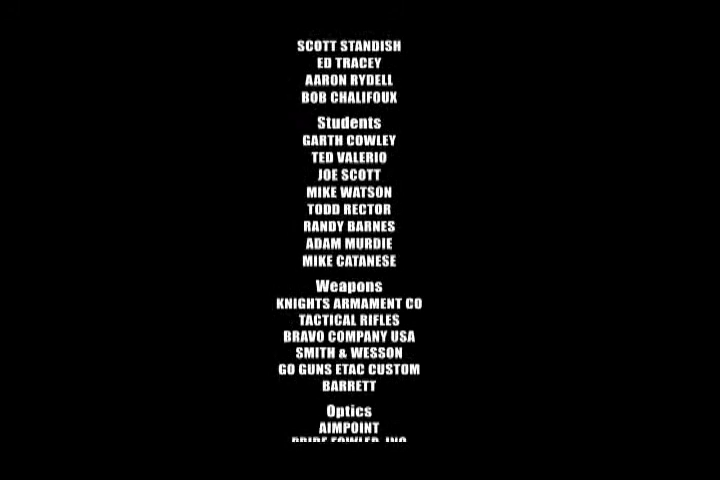 SCOTT STANDISH
ED TRACEY
AARON RYDELL
BOB CHALIFOUX
Students
GARTH COWLEY
TED VALERIO
JOE SCOTT
MIKE WATSON
TODD RECTOR
RANDY BARNES
ADAM MURDIE
MIKE CATANESE
Weapons
KNIGHTS ARMAMENT CO
TACTICAL RIFLES
BRAVO COMPANY USA
SMITH & WESSON
GO GUNS ETAC CUSTOM
BARRETT
Optics
AIMPOINT